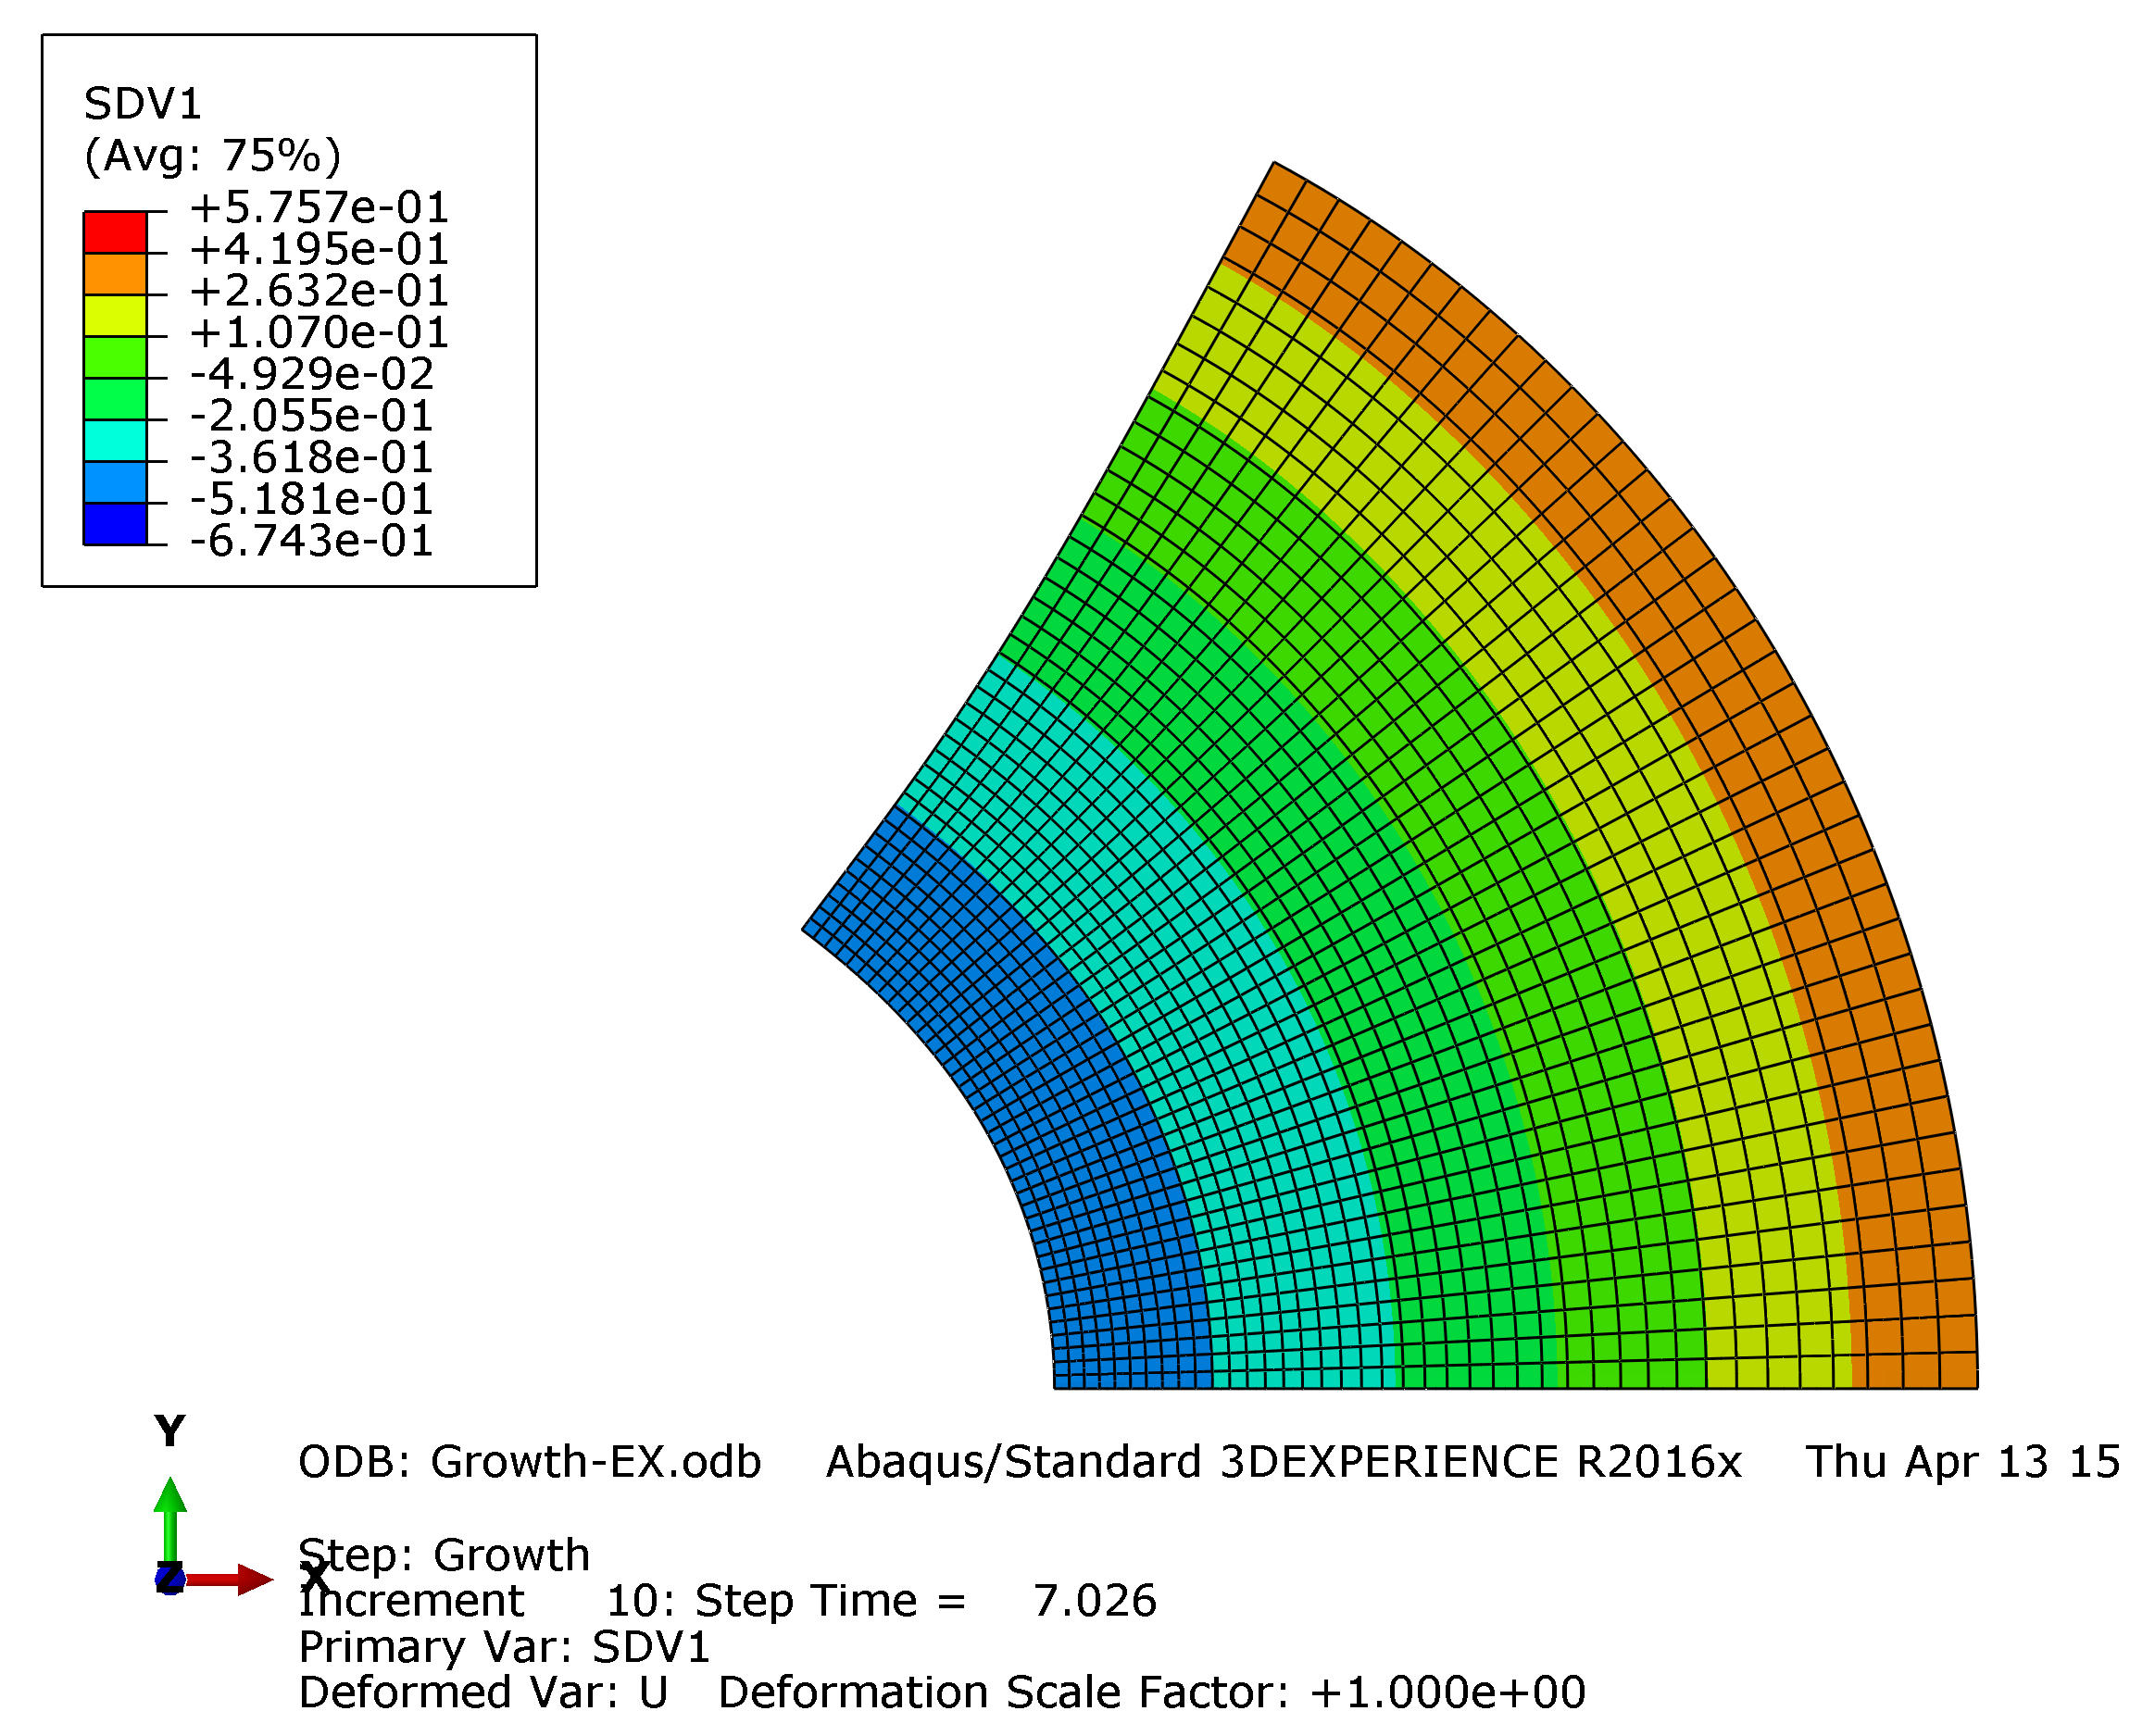 SDV1
(Avg: 75%)
+5.757e-01
+4.195e-01
+2.632e-01
+1.070e-01
-4.929e-02
-2.055e-01
-3.618e-01
-5.181e-01
-6.743e-01
Y
Z
X
ODB: Growth-EX.odb Abaqus/Standard 3DEXPERIENCE R2016x Thu Apr 13 15
Step: Growth
Increment 10: Step Time = 7.026
Primary Var: SDV1
Deformed Var: U Deformation Scale Factor: +1.000e+00